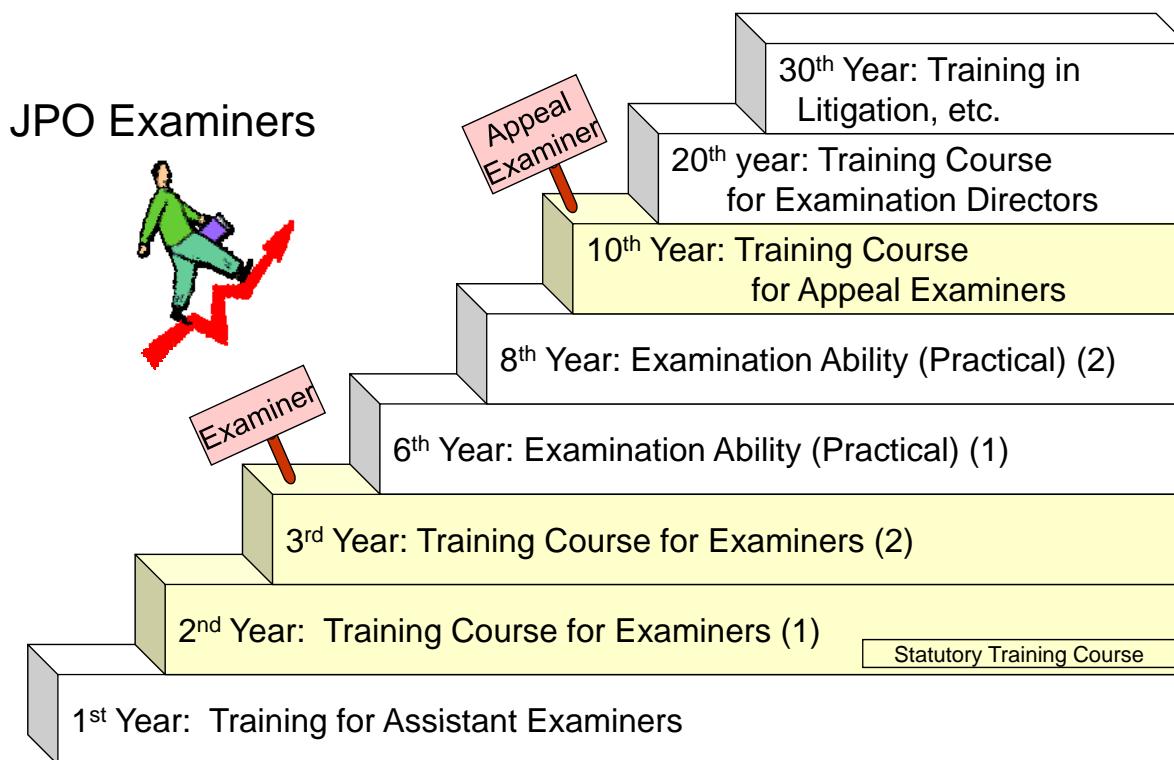 JPO Examiners
30th Year: Training in
Litigation, etc.
Appeal
Examiner
20th year: Training Course
for Examination Directors
10th Year: Training Course
for Appeal Examiners
8th Year: Examination Ability (Practical) (2)
Examiner
6th Year: Examination Ability (Practical) (1)
3rd Year: Training Course for Examiners (2)
2nd Year: Training Course for Examiners (1)
Statutory Training Course
1st Year: Training for Assistant Examiners